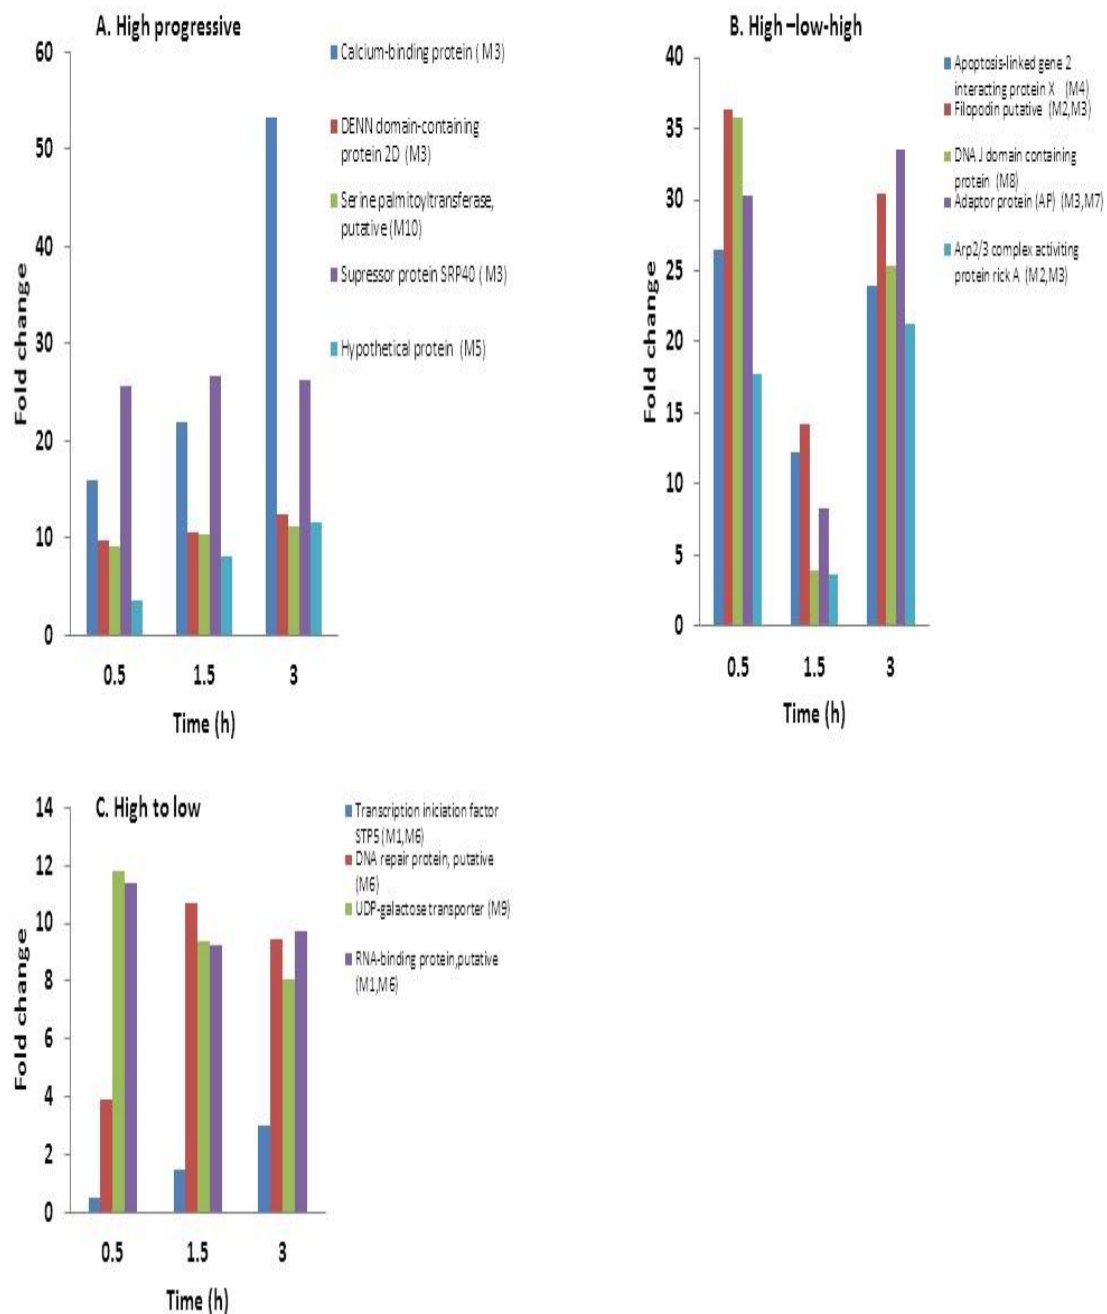 A. High progressive
60
50
40
30
20
10
0
Fold change
0.5 1.5 3
Time (h)
Calcium-binding protein ( M3)
DENN domain-containing
protein 2D (M3)
Serine palmitoyltransferase,
putative (M10)
Supressor protein SRP40 ( M3)
Hypothetical protein (M5)
B. High –low-high
40
35
30
25
20
15
10
5
0
Fold change
0.5 1.5 3
Time (h)
Apoptosis-linked gene 2
interacting protein X (M4)
Filopodin putative (M2,M3)
DNA J domain containing
protein (M8)
Adaptor protein (AP) (M3,M7)
Arp2/3 complex activiting
protein rick A (M2,M3)
C. High to low
14
12
10
8
6
4
2
0
Fold change
0.5 1.5 3
Time (h)
Transcription iniciation factor
STP5 (M1,M6)
DNA repair protein, putative
(M6)
UDP-galactose transporter (M9)
RNA-binding protein,putative
(M1,M6)